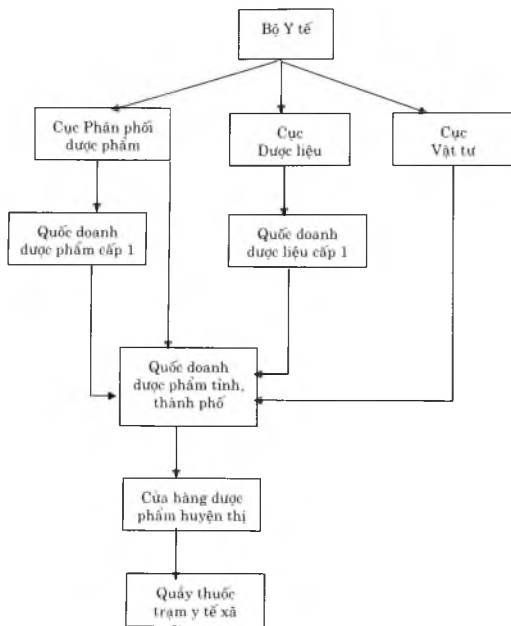 Bộ Y tế
Cục Phân phối
dược phẩm
Cục
Dược liệu
Cục
Vật tư
Quốc doanh
dược phẩm cấp 1
Quốc doanh
dược liệu cấp 1
Quốc doanh
dược phẩm tỉnh,
thành phố
Cửa hàng dược
phẩm huyện thị
Quầy thuốc
trạm y tế xã